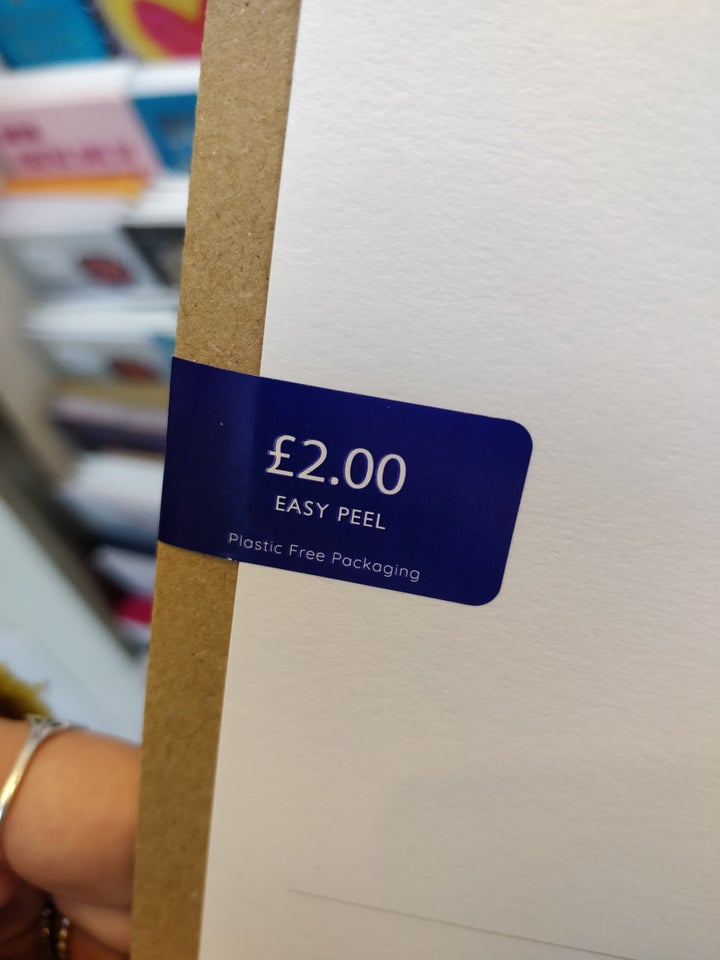 £2.00
EASY PEEL
Plastic Free Packaging